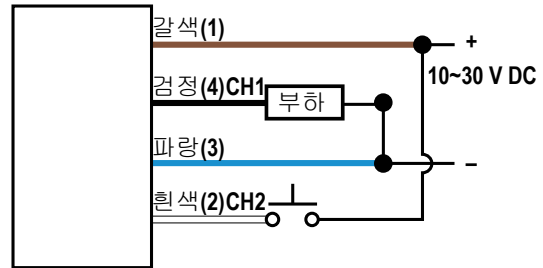 갈색(1)
+
10~30 V DC
검정(4)CH1
부하
파랑(3)
–
흰색(2)CH2